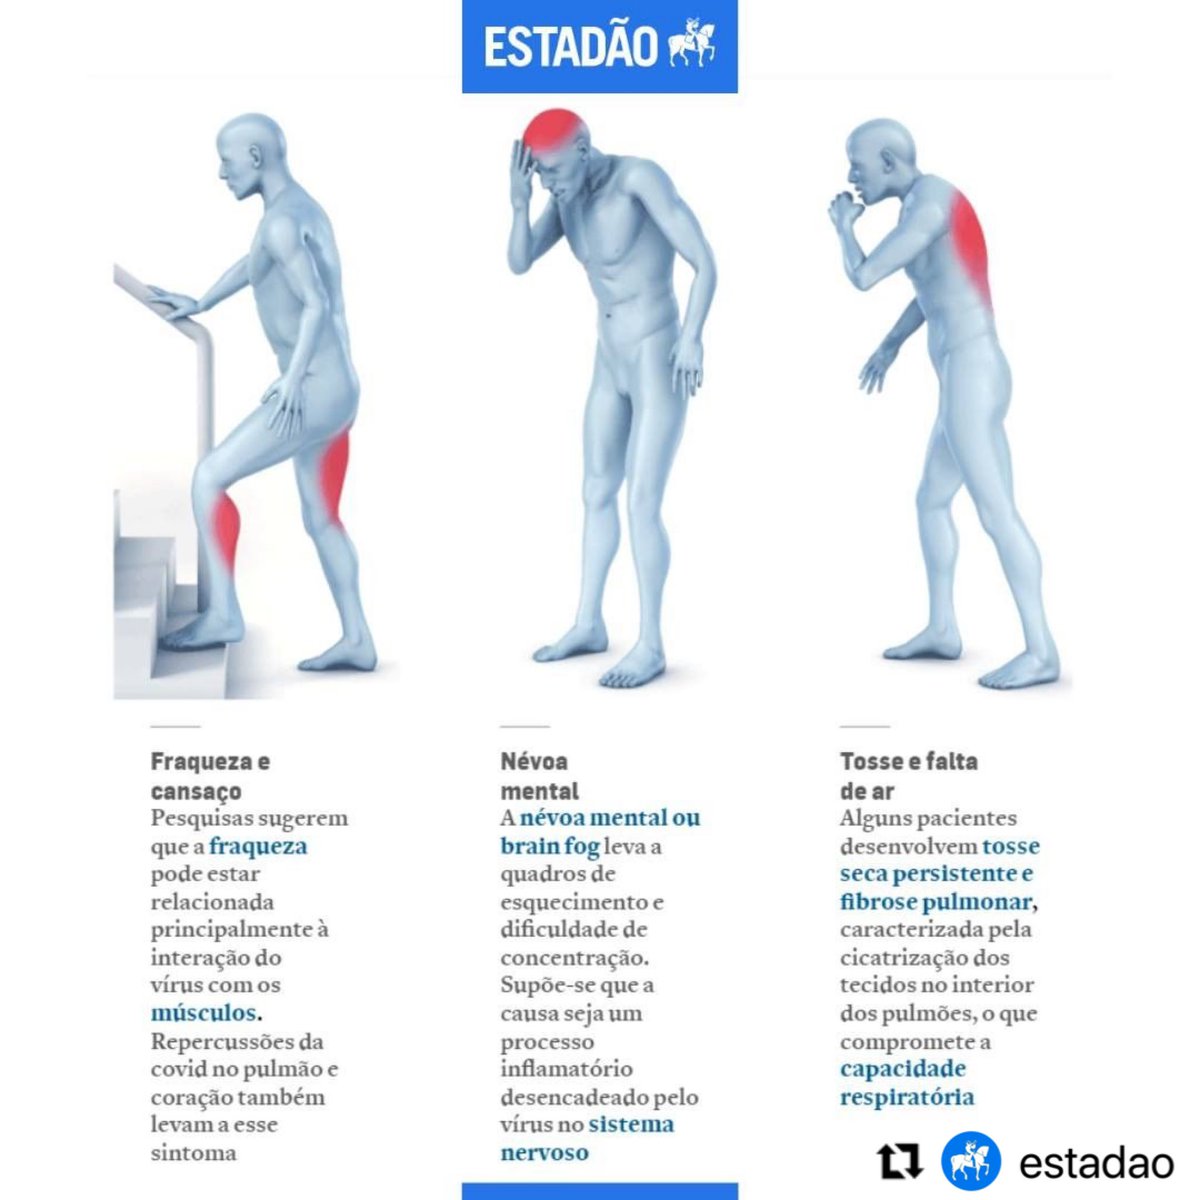 ESTADÃO
Fraqueza e
cansaço
Pesquisas sugerem
que a fraqueza
pode estar
relacionada
principalmente à
interação do
vírus com os
músculos.
Repercussões da
covid no pulmão e
coração também
levam a esse
sintoma
Névoa
mental
A névoa mental ou
brain fog leva a
quadros de
esquecimento e
dificuldade de
concentração.
Supõe-se que a
causa seja um
processo
inflamatório
desencadeado pelo
vírus no sistema
nervoso
Tosse e falta
de ar
Alguns pacientes
desenvolvem tosse
seca persistente e
fibrose pulmonar,
caracterizada pela
cicatrização dos
tecidos no interior
dos pulmões, o que
compromete a
capacidade
respiratória
estadao